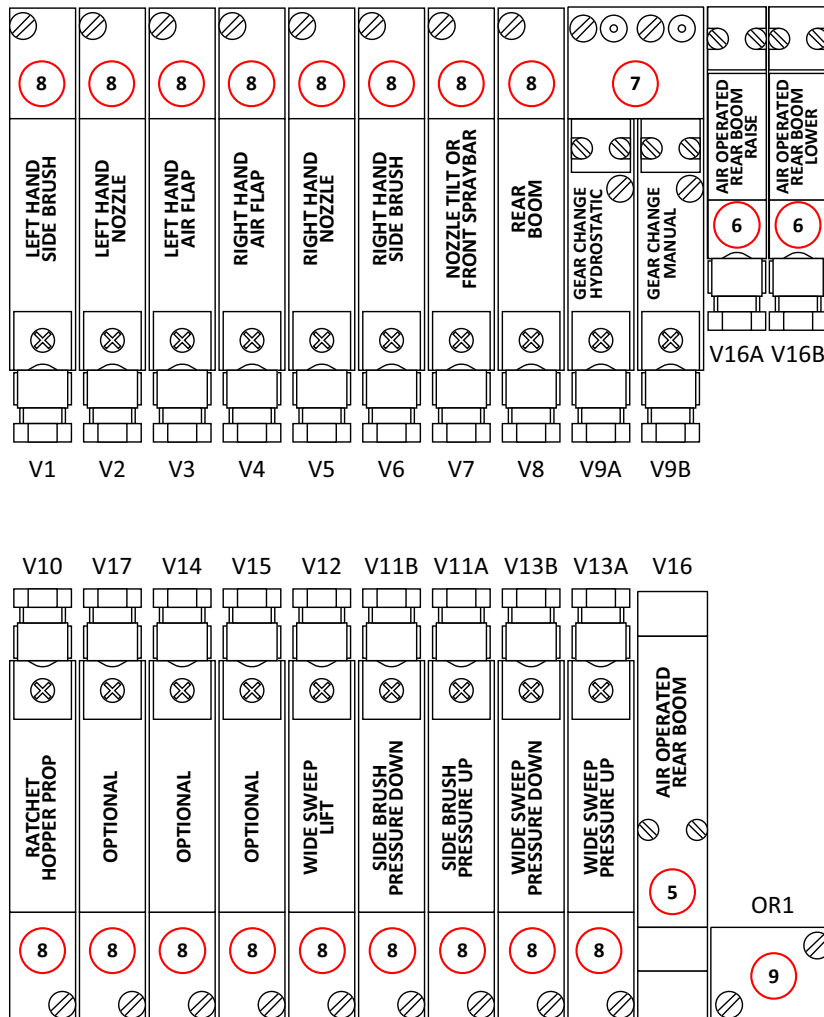 8 8 8 8 8 8 8 8 7
LEFT HAND
SIDE BRUSH
LEFT HAND
NOZZLE
LEFT HAND
AIR FLAP
RIGHT HAND
AIR FLAP
RIGHT HAND
NOZZLE
RIGHT HAND
SIDE BRUSH
NOZZLE TILT OR
FRONT SPRAYBAR
REAR
BOOM
GEAR CHANGE
HYDROSTATIC
GEAR CHANGE
MANUAL
AIR OPERATED
REAR BOOM
RAISE
AIR OPERATED
REAR BOOM
LOWER
6 6
V16A V16B
V1 V2 V3 V4 V5 V6 V7 V8 V9A V9B
V10 V17 V14 V15 V12 V11B V11A V13B V13A V16
RATCHET
HOPPER PROP
OPTIONAL
OPTIONAL
OPTIONAL
WIDE SWEEP
LIFT
SIDE BRUSH
PRESSURE DOWN
SIDE BRUSH
PRESSURE UP
WIDE SWEEP
PRESSURE DOWN
WIDE SWEEP
PRESSURE UP
AIR OPERATED
REAR BOOM
5
OR1
8 8 8 8 8 8 8 8 8
9